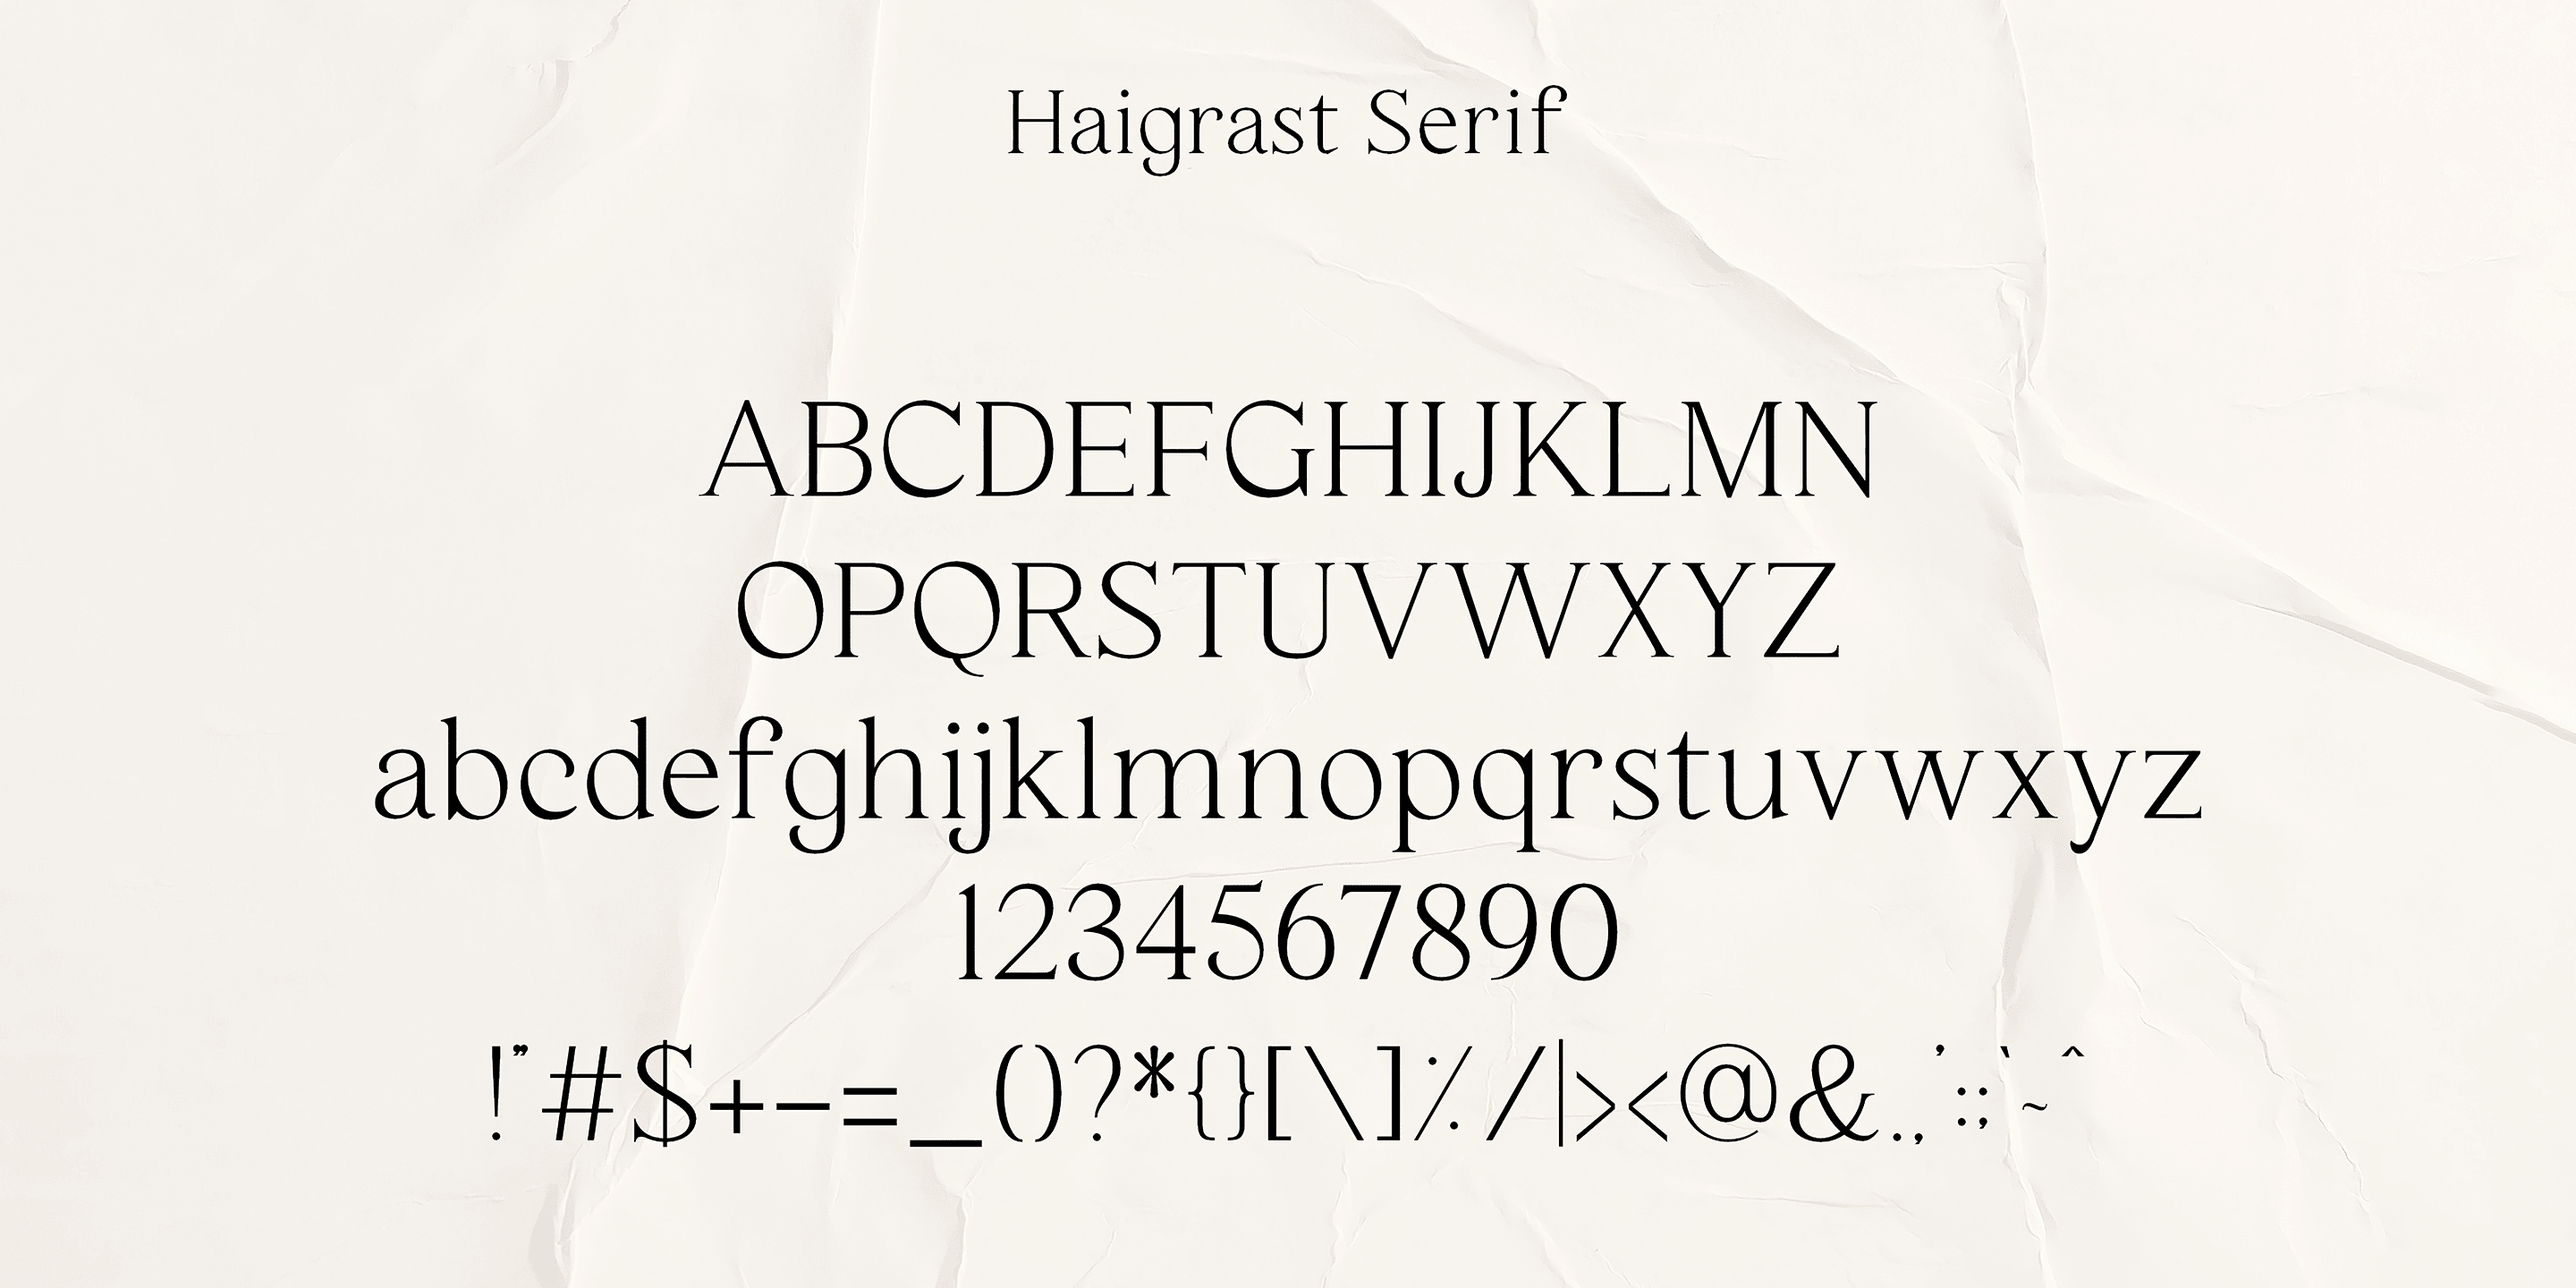 Haigrast Serif
ABCDEFGHIJKLMN
OPQRSTUVWXYZ
abcdefghijklmnopqrstuvwxyz
1234567890
!”#$+–=_()?*{}[\]⁒/|><@&.,’:;`~^